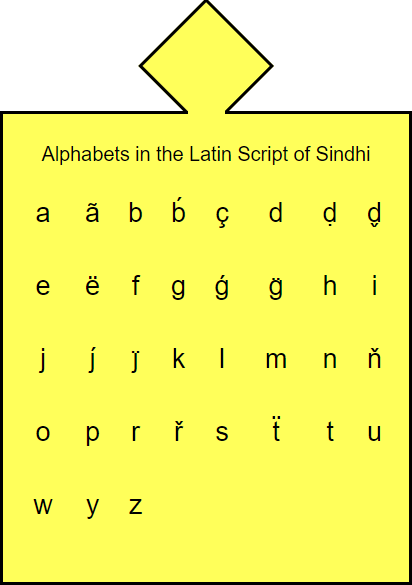 Alphabets in the Latin Script of Sindhi
a ã b b́ ç d ḍ ď̤
e ë f g ǵ g̈ h i
j j́ ǰ k l m n ň
o p r ř s ẗ t u
w y z